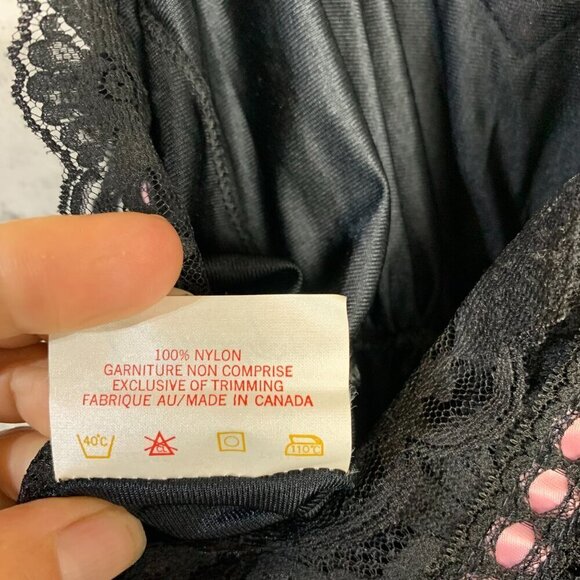 100% NYLON
GARNITURE NON COMPRISE
EXCLUSIVE OF TRIMMING
FABRIQUE AU/MADE IN CANADA
40°C CL 110°C